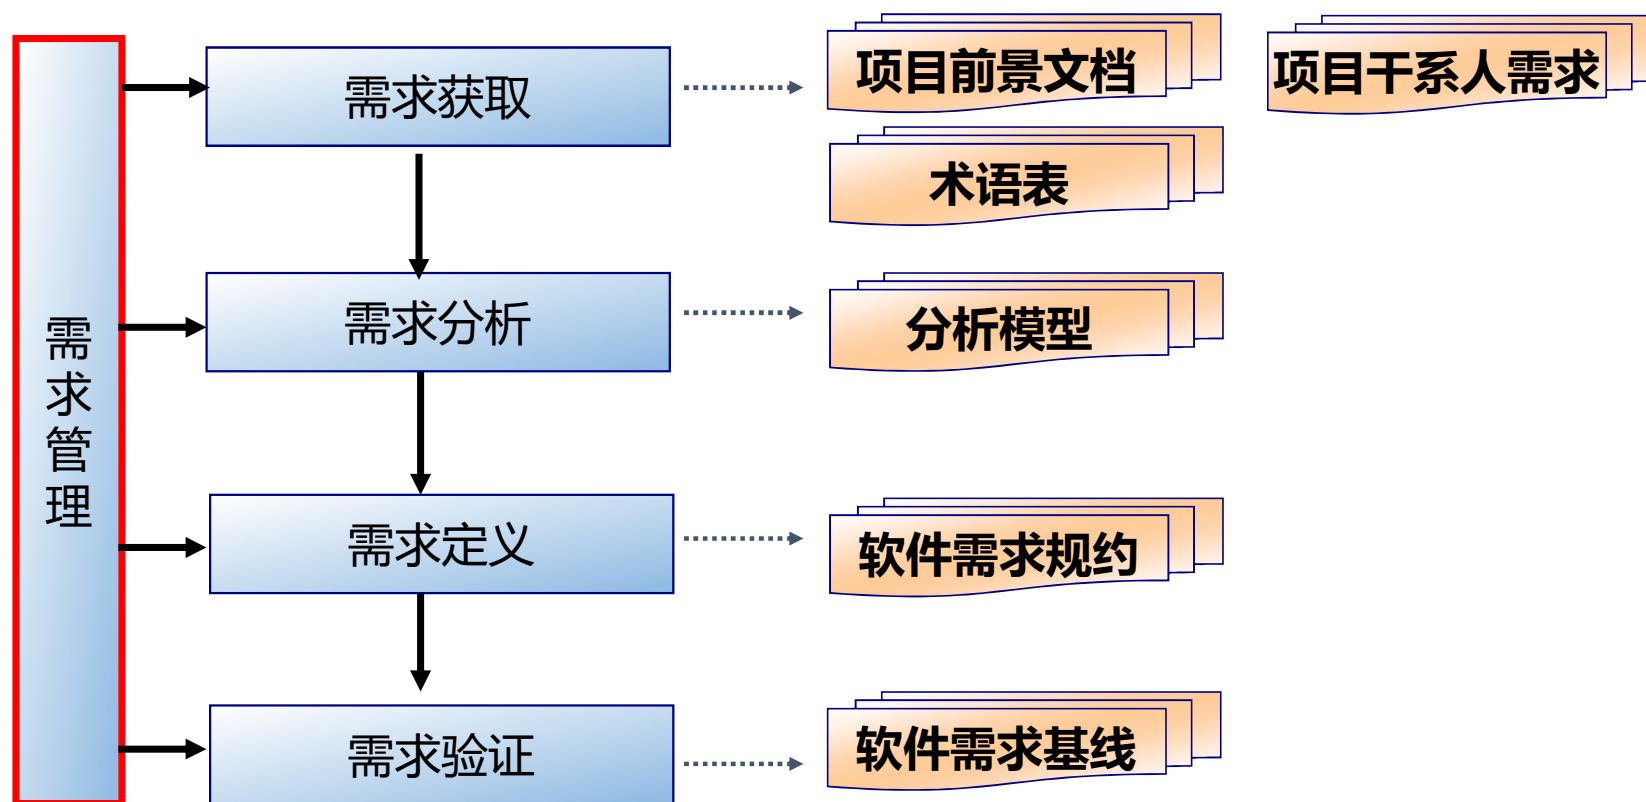 需求管理
需求获取
项目前景文档
项目干系人需求
术语表
需求分析
分析模型
需求定义
软件需求规约
需求验证
软件需求基线